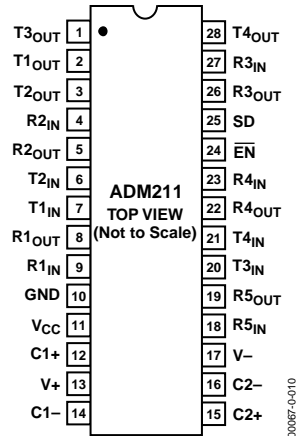 T3OUT 1 28 T4OUT
T1OUT 2 27 R3IN
T2OUT 3 26 R3OUT
R2IN 4 25 SD
R2OUT 5 24 E̅N̅
T2IN 6 23 R4IN
T1IN 7 22 R4OUT
R1OUT 8 21 T4IN
R1IN 9 20 T3IN
GND 10 19 R5OUT
VCC 11 18 R5IN
C1+ 12 17 V–
V+ 13 16 C2–
C1– 14 15 C2+
ADM211
TOP VIEW
(Not to Scale)
00067-0-010